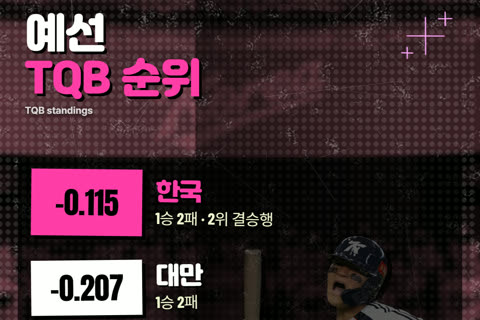 예선
TQB 순위
TQB standings
-0.115
한국
1승 2패 · 2위 결승행
-0.207
대만
1승 2패